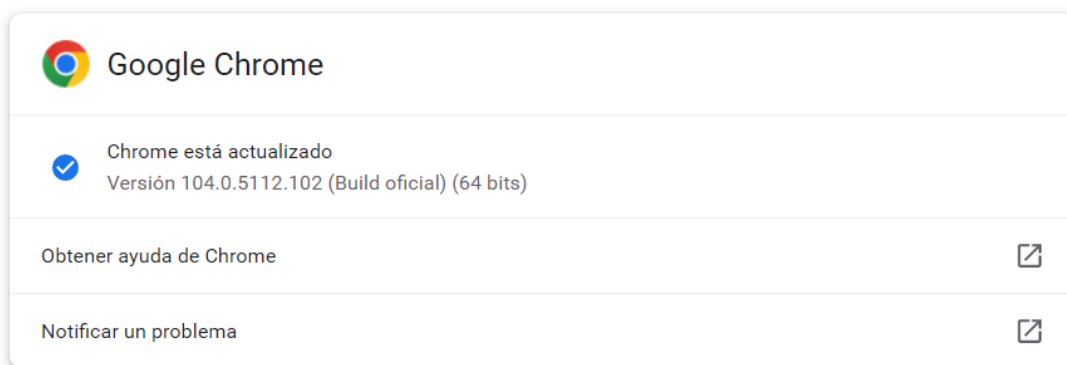 Google Chrome
Chrome está actualizado
Versión 104.0.5112.102 (Build oficial) (64 bits)
Obtener ayuda de Chrome
Notificar un problema